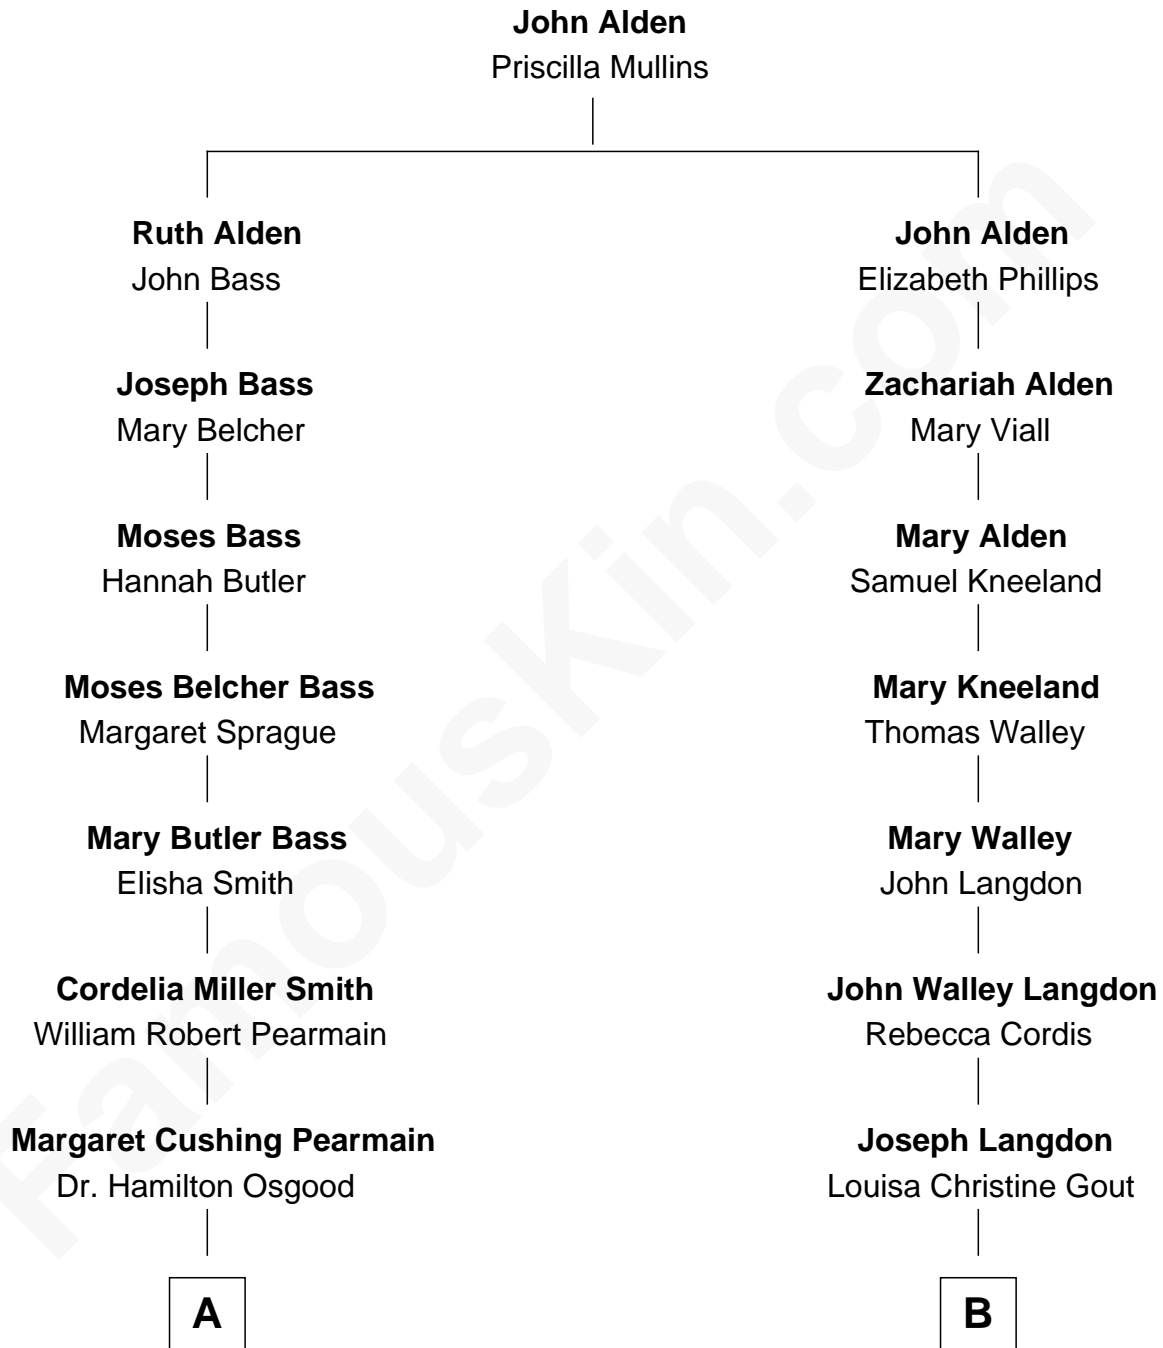 John Alden
Priscilla Mullins
Ruth Alden
John Bass
Joseph Bass
Mary Belcher
Moses Bass
Hannah Butler
Moses Belcher Bass
Margaret Sprague
Mary Butler Bass
Elisha Smith
Cordelia Miller Smith
William Robert Pearmain
Margaret Cushing Pearmain
Dr. Hamilton Osgood
A
John Alden
Elizabeth Phillips
Zachariah Alden
Mary Viall
Mary Alden
Samuel Kneeland
Mary Kneeland
Thomas Walley
Mary Walley
John Langdon
John Walley Langdon
Rebecca Cordis
Joseph Langdon
Louisa Christine Gout
B
FamousKin.com